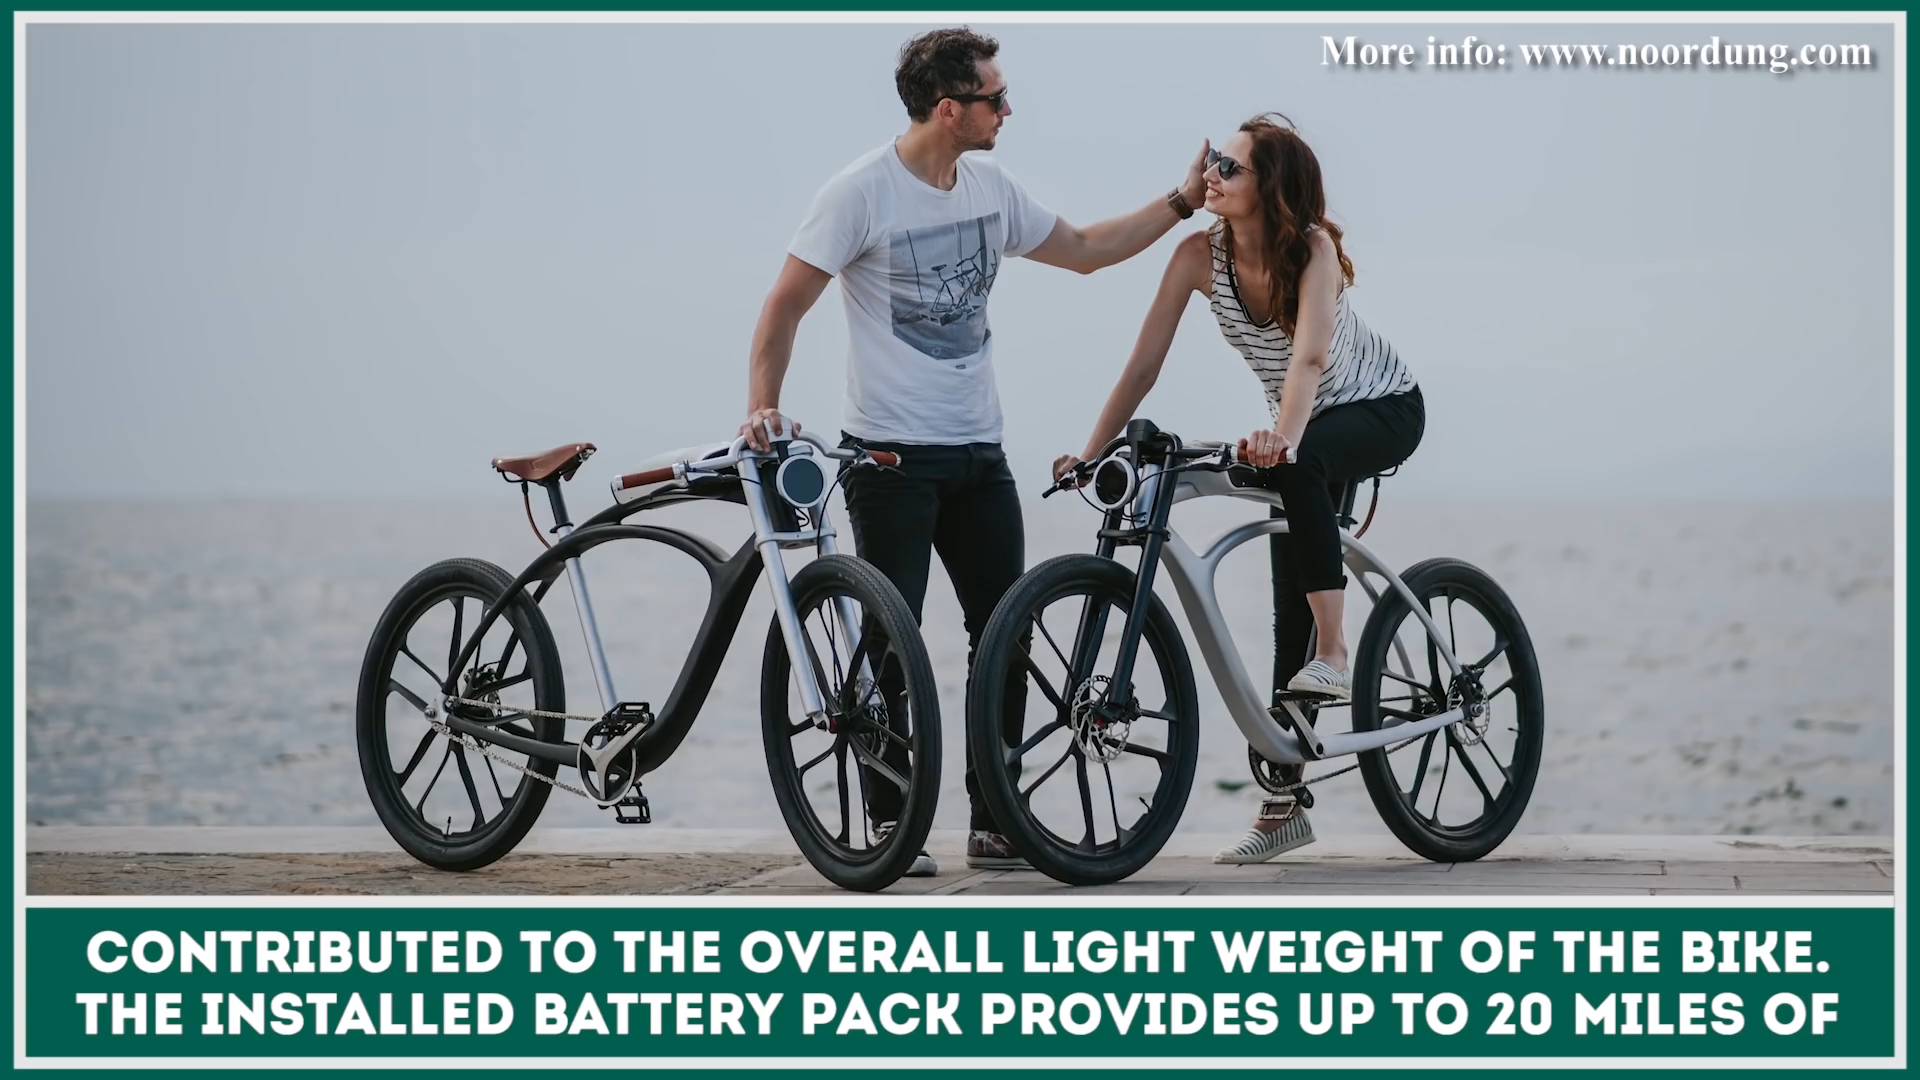 More info: www.noordung.com
CONTRIBUTED TO THE OVERALL LIGHT WEIGHT OF THE BIKE.
THE INSTALLED BATTERY PACK PROVIDES UP TO 20 MILES OF